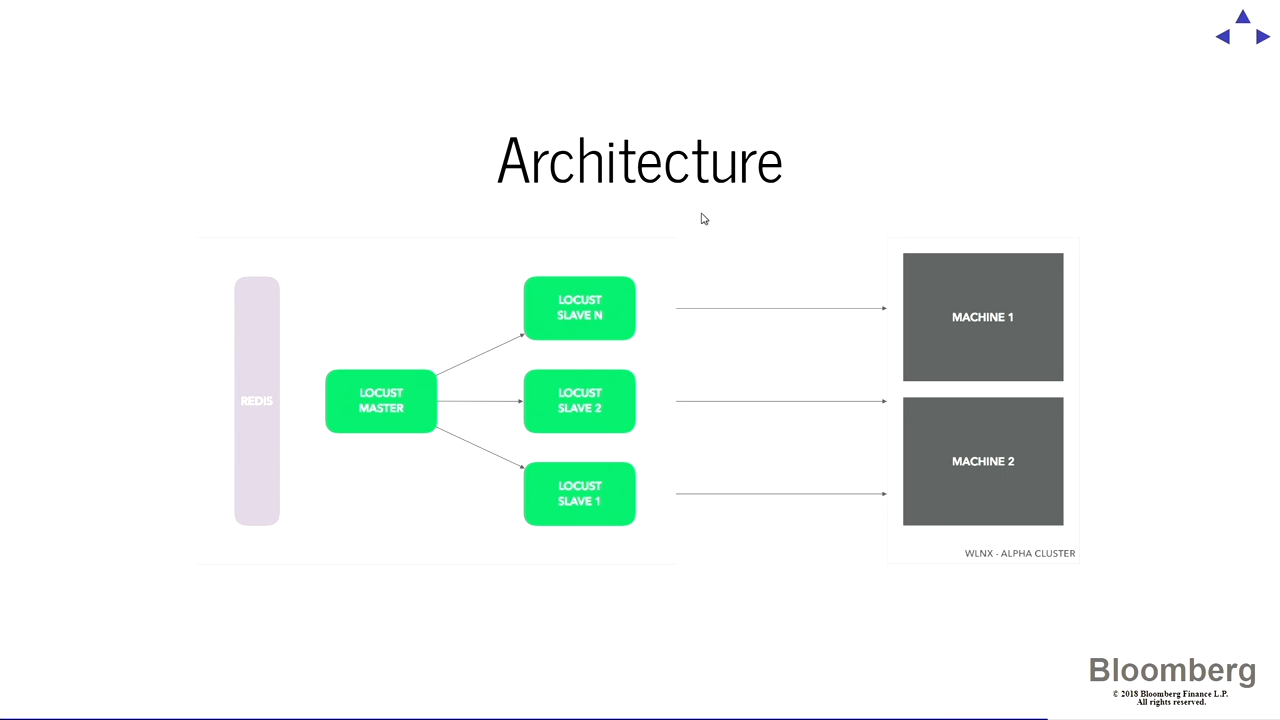 Architecture
REDIS
LOCUST
MASTER
LOCUST
SLAVE N
LOCUST
SLAVE 2
LOCUST
SLAVE 1
MACHINE 1
MACHINE 2
WLNX - ALPHA CLUSTER
Bloomberg
© 2018 Bloomberg Finance L.P.
All rights reserved.